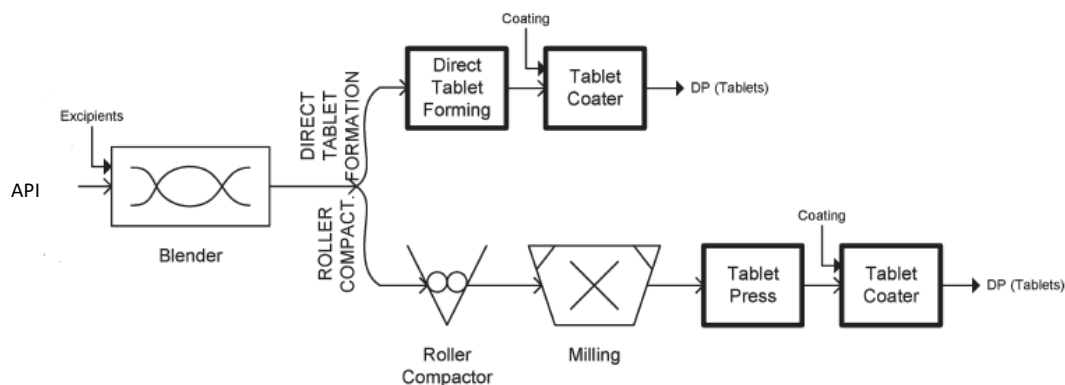 Coating
Direct
Tablet
Forming
Tablet
Coater
DP (Tablets)
Excipients
API
Blender
DIRECT
TABLET
FORMATION
ROLLER
COMPACT.
Coating
Tablet
Press
Tablet
Coater
DP (Tablets)
Roller
Compactor
Milling